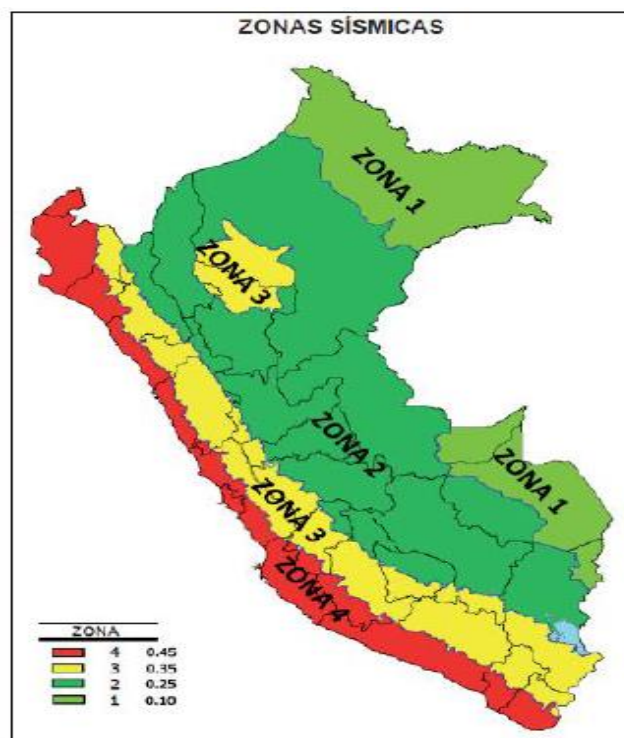 ZONAS SÍSMICAS
ZONA 1
ZONA 3
ZONA 2
ZONA 1
ZONA 3
ZONA 4
ZONA
4 0.45
3 0.35
2 0.25
1 0.10